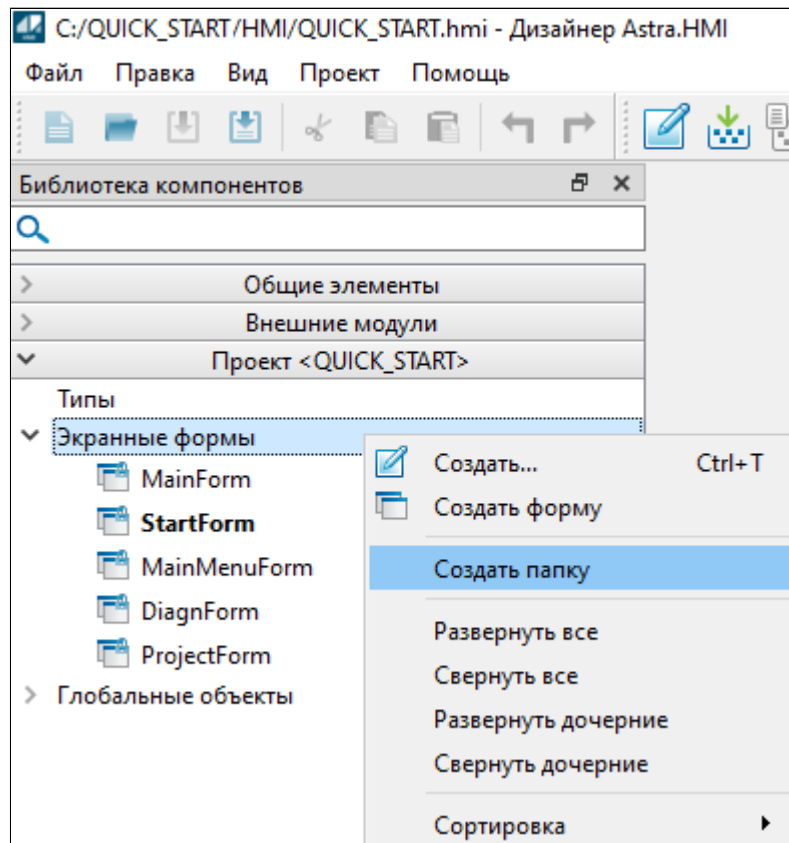 C:/QUICK_START/HMI/QUICK_START.hmi - Дизайнер Astra.HMI
Файл Правка Вид Проект Помощь
Библиотека компонентов
Общие элементы
Внешние модули
Проект <QUICK_START>
Типы
Экранные формы
MainForm
StartForm
MainMenuForm
DiagnForm
ProjectForm
Глобальные объекты
Создать... Ctrl+T
Создать форму
Создать папку
Развернуть все
Свернуть все
Развернуть дочерние
Свернуть дочерние
Сортировка